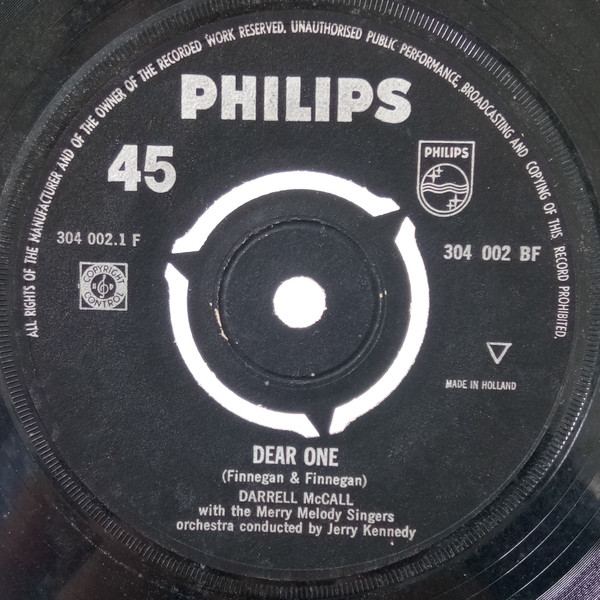 ALL RIGHTS OF THE MANUFACTURER AND OF THE OWNER OF THE RECORDED WORK RESERVED. UNAUTHORISED PUBLIC PERFORMANCE, BROADCASTING AND COPYING OF THIS RECORD PROHIBITED.
PHILIPS
45
PHILIPS
304 002.1 F
304 002 BF
COPYRIGHT
CONTROL
MADE IN HOLLAND
DEAR ONE
(Finnegan & Finnegan)
DARRELL McCALL
with the Merry Melody Singers
orchestra conducted by Jerry Kennedy